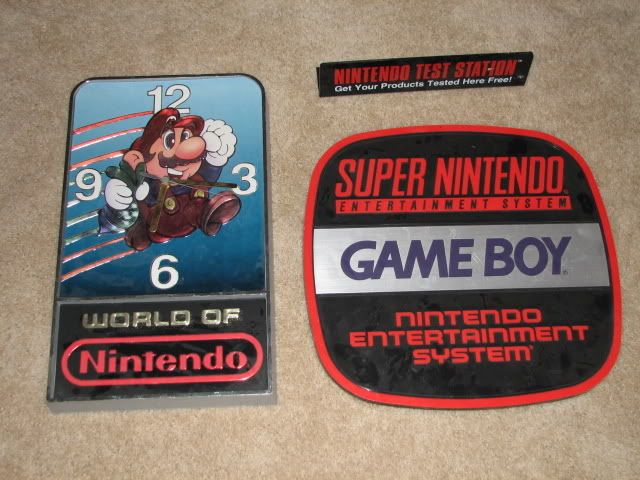 12
9
3
6
WORLD OF
Nintendo
NINTENDO TEST STATION™
Get Your Products Tested Here Free!
SUPER NINTENDO
ENTERTAINMENT SYSTEM
GAME BOY
NINTENDO
ENTERTAINMENT
SYSTEM